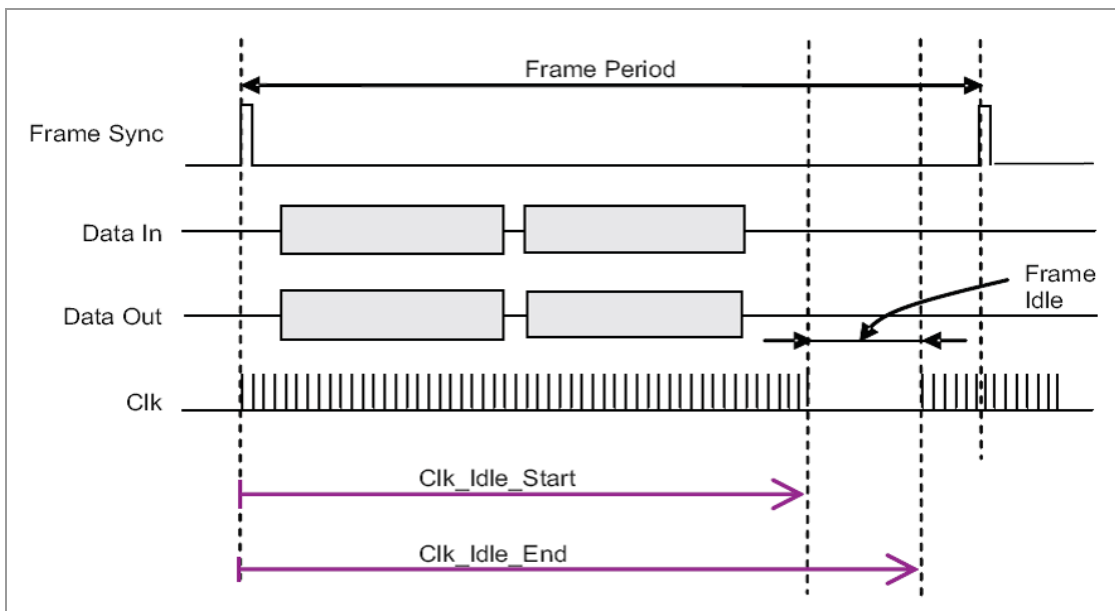 Frame Period
Frame Sync
Data In
Frame
Idle
Data Out
Clk
Clk_Idle_Start
Clk_Idle_End